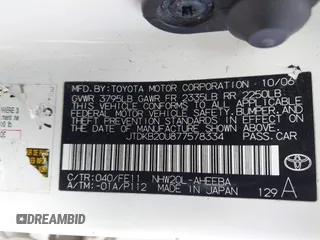 MFD.BY: TOYOTA MOTOR CORPORATION 10/06
GVWR 3795LB GAWR FR 2335LB RR 2250LB
THIS VEHICLE CONFORMS TO ALL APPLICABLE
FEDERAL MOTOR VEHICLE SAFETY, BUMPER, AND
THEFT PREVENTION STANDARDS IN EFFECT ON
THE DATE OF MANUFACTURE SHOWN ABOVE.
JTDKB20U877578334 PASS.CAR
C/TR: 040/FE11 NHW20L-AHEEBA
A/TM: -01A/P112 MADE IN JAPAN 129 A
TOYOTA
DREAMBID
DREAMBID